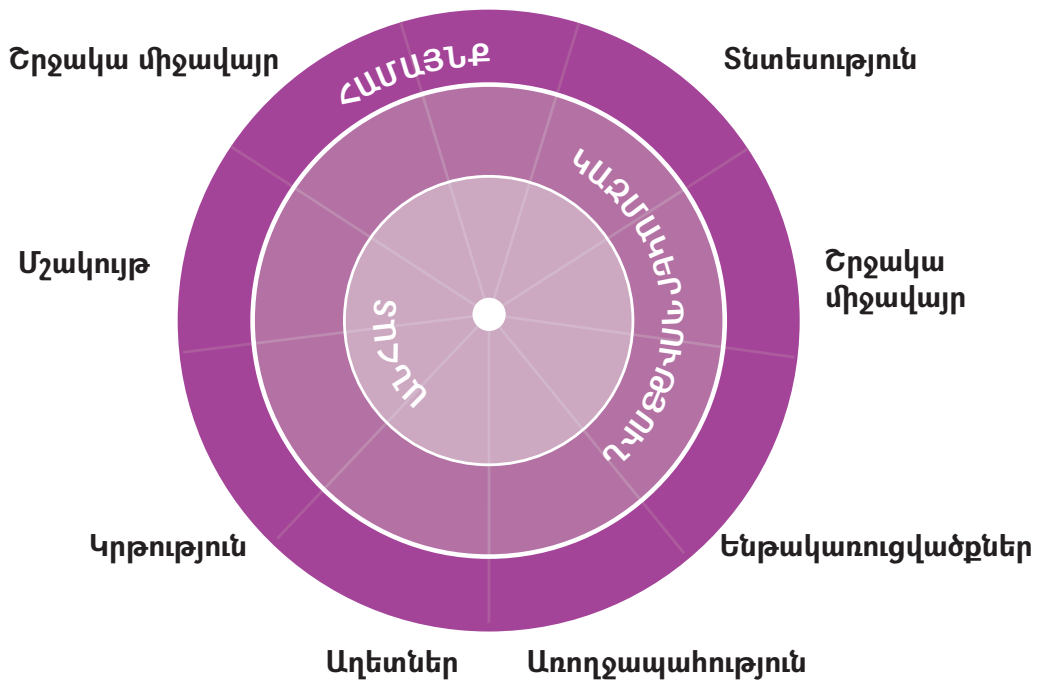 ՀԱՄԱՅՆՔ
Շրջակա միջավայր
Տնտեսություն
ԿԱԶՄԱԿԵՐՊՈՒԹՅՈՒՆ
Մշակույթ
Շրջակա
միջավայր
ԱՆՀԱՏ
Կրթություն
Ենթակառուցվածքներ
Աղետներ
Առողջապահություն